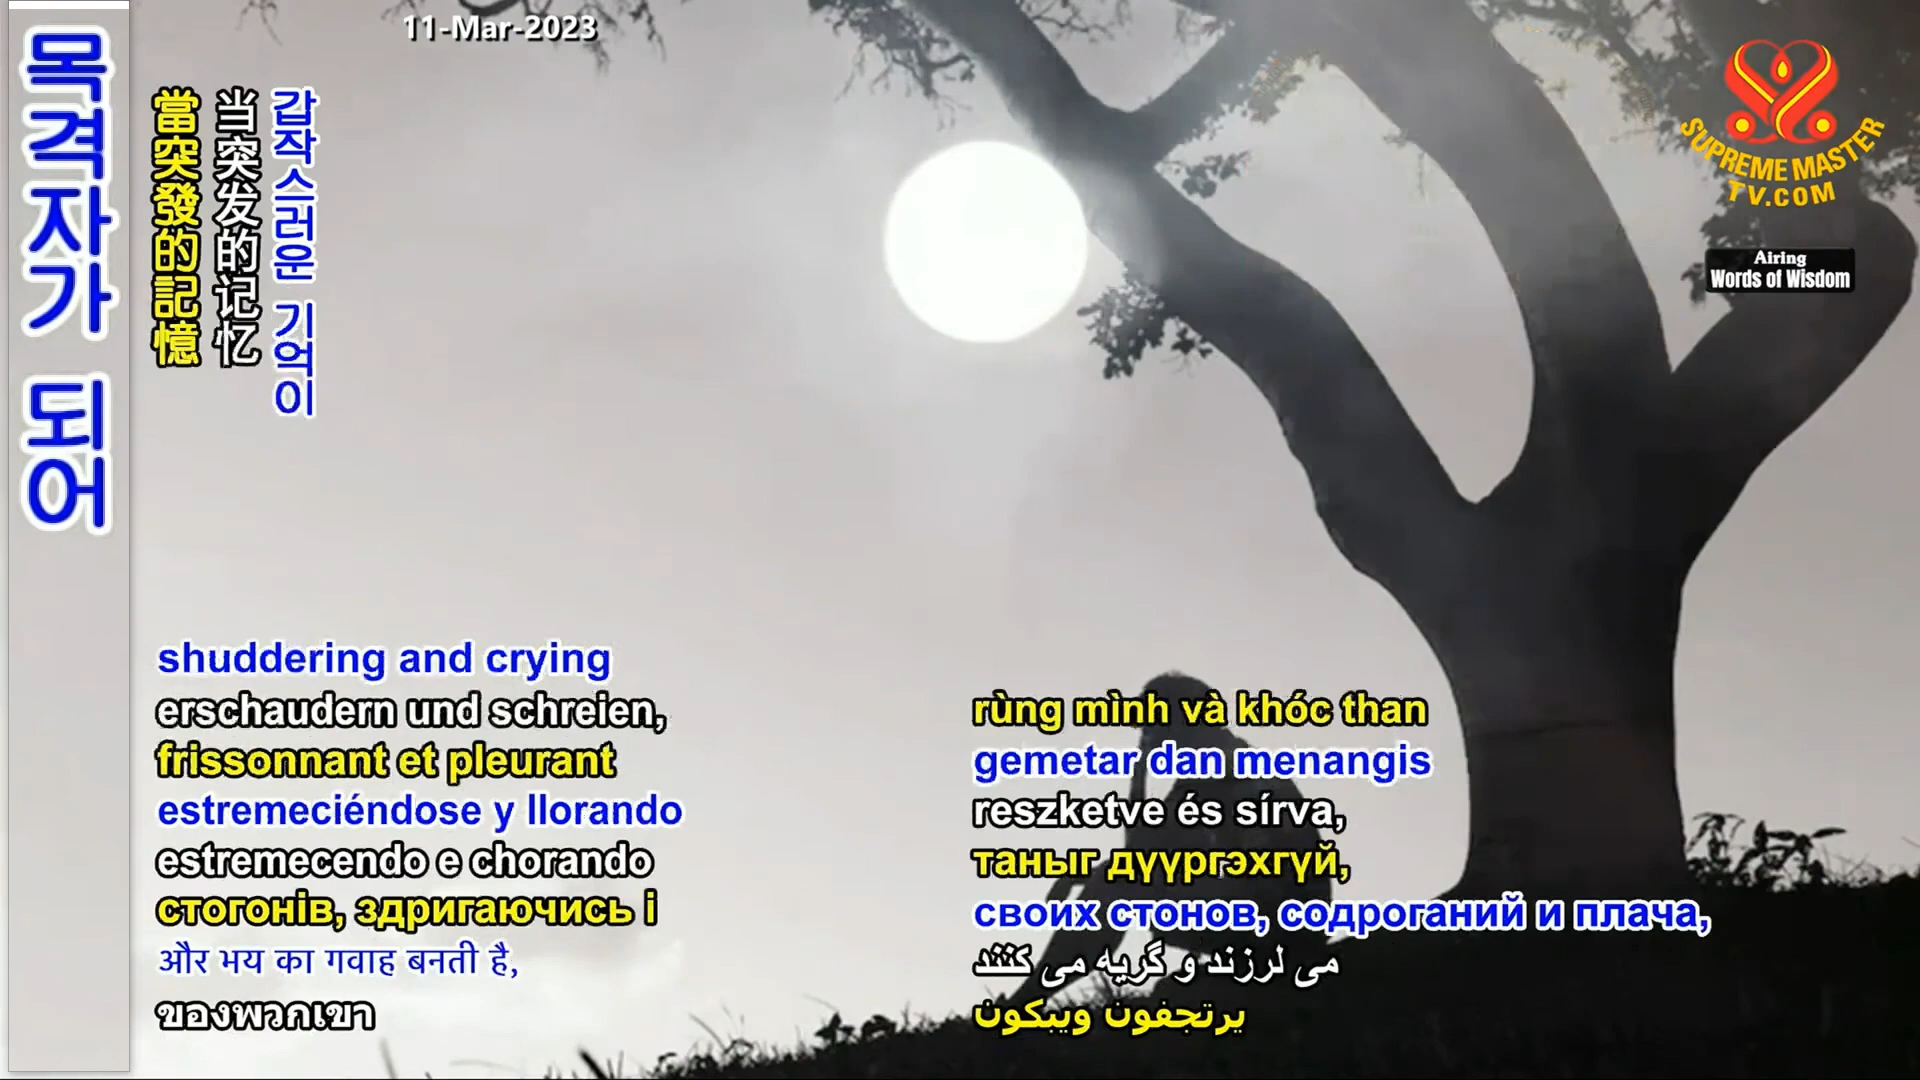 11-Mar-2023
목격자가 되어
當突發的記憶
当突发的记忆
갑작스러운 기억이
SUPREME MASTER
TV.COM
Airing
Words of Wisdom
shuddering and crying
erschaudern und schreien,
frissonnant et pleurant
estremeciéndose y llorando
estremecendo e chorando
стогонів, здригаючись і
और भय का गवाह बनती है,
ของพวกเขา
rùng mình và khóc than
gemetar dan menangis
reszketve és sírva,
таныг дүүргэхгүй,
своих стонов, содроганий и плача,
می لرزند و گریه می کنند
يرتجفون ويبكون